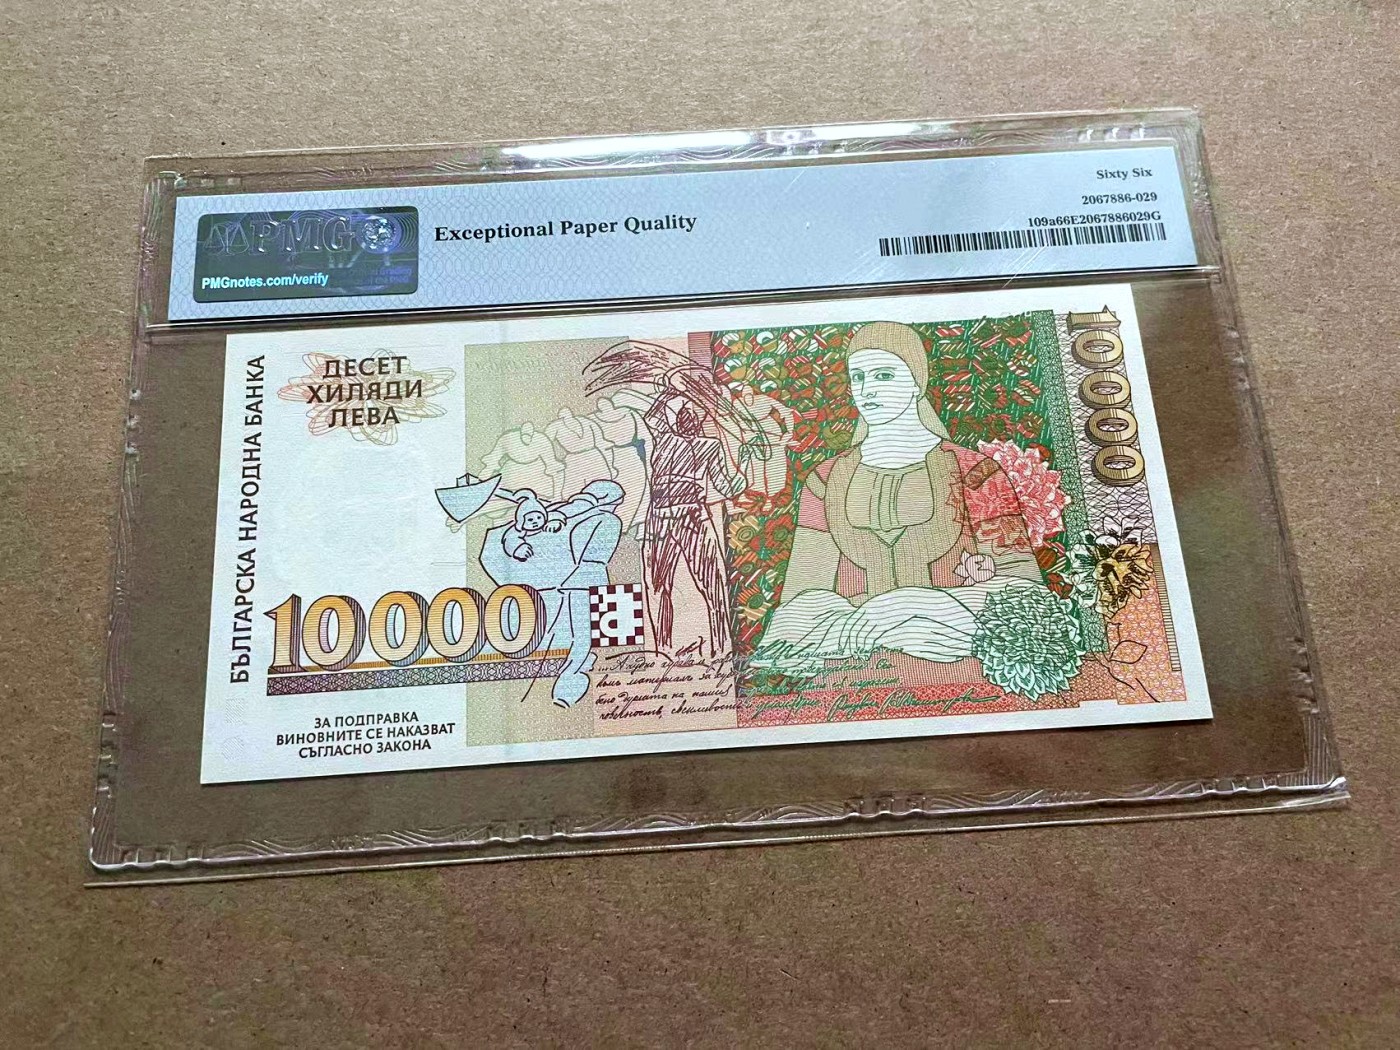 Sixty Six
2067886-029
109a66E2067886029G
PMG
PMGnotes.com/verify
Exceptional Paper Quality
БЪЛГАРСКА НАРОДНА БАНКА
ДЕСЕТ
ХИЛЯДИ
ЛЕВА
10000
10000
ЗА ПОДПРАВКА
ВИНОВНИТЕ СЕ НАКАЗВАТ
СЪГЛАСНО ЗАКОНА